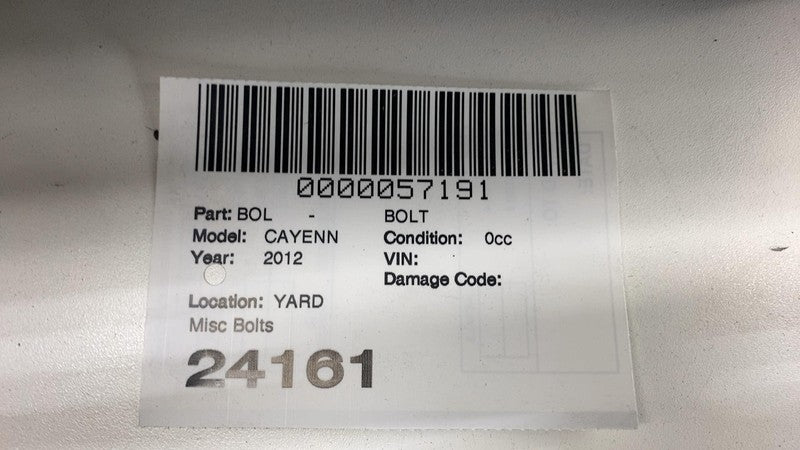 0000057191
Part: BOL - BOLT
Model: CAYENN Condition: 0cc
Year: 2012 VIN:
Damage Code:
Location: YARD
Misc Bolts
24161